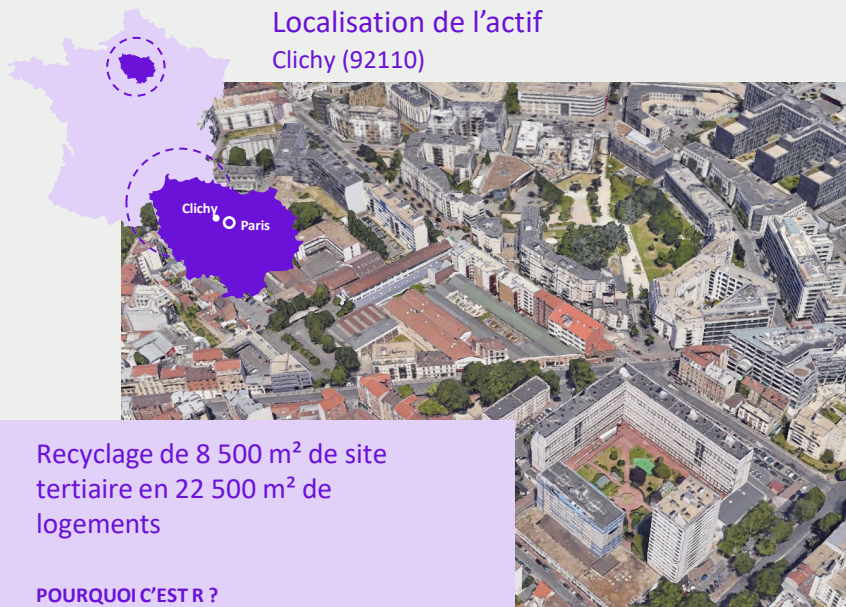 Localisation de l’actif
Clichy (92110)
Clichy
Paris
Recyclage de 8 500 m² de site
tertiaire en 22 500 m² de
logements
POURQUOI C’EST R ?